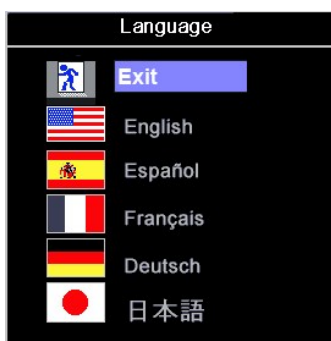 Language
Exit
English
Español
Français
Deutsch
日本語